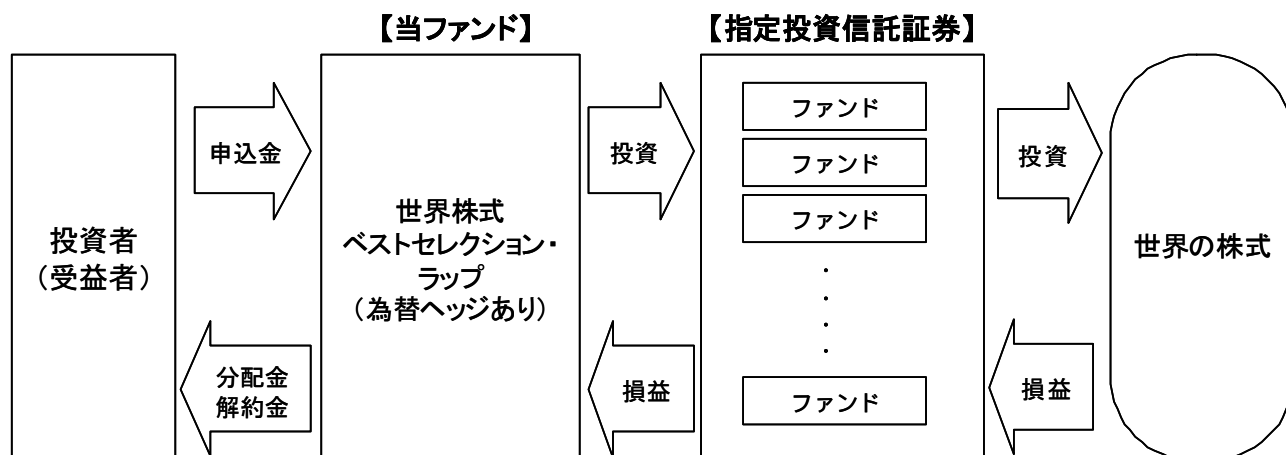 【当ファンド】
【指定投資信託証券】
投資者
（受益者）
申込金
分配金
解約金
世界株式
ベストセレクション・
ラップ
（為替ヘッジあり）
投資
損益
ファンド
ファンド
ファンド
・
・
・
・
ファンド
投資
損益
世界の株式